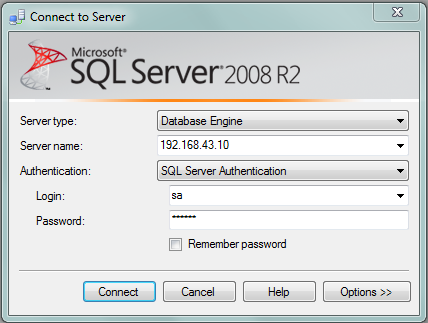 Connect to Server
Microsoft®
SQL Server® 2008 R2
Server type: Database Engine
Server name: 192.168.43.10
Authentication: SQL Server Authentication
Login: sa
Password: ******
Remember password
Connect Cancel Help Options >>